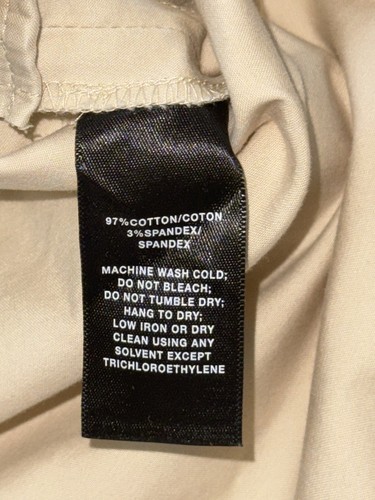 97%COTTON/COTON
3%SPANDEX/
SPANDEX
MACHINE WASH COLD;
DO NOT BLEACH;
DO NOT TUMBLE DRY;
HANG TO DRY;
LOW IRON OR DRY
CLEAN USING ANY
SOLVENT EXCEPT
TRICHLOROETHYLENE